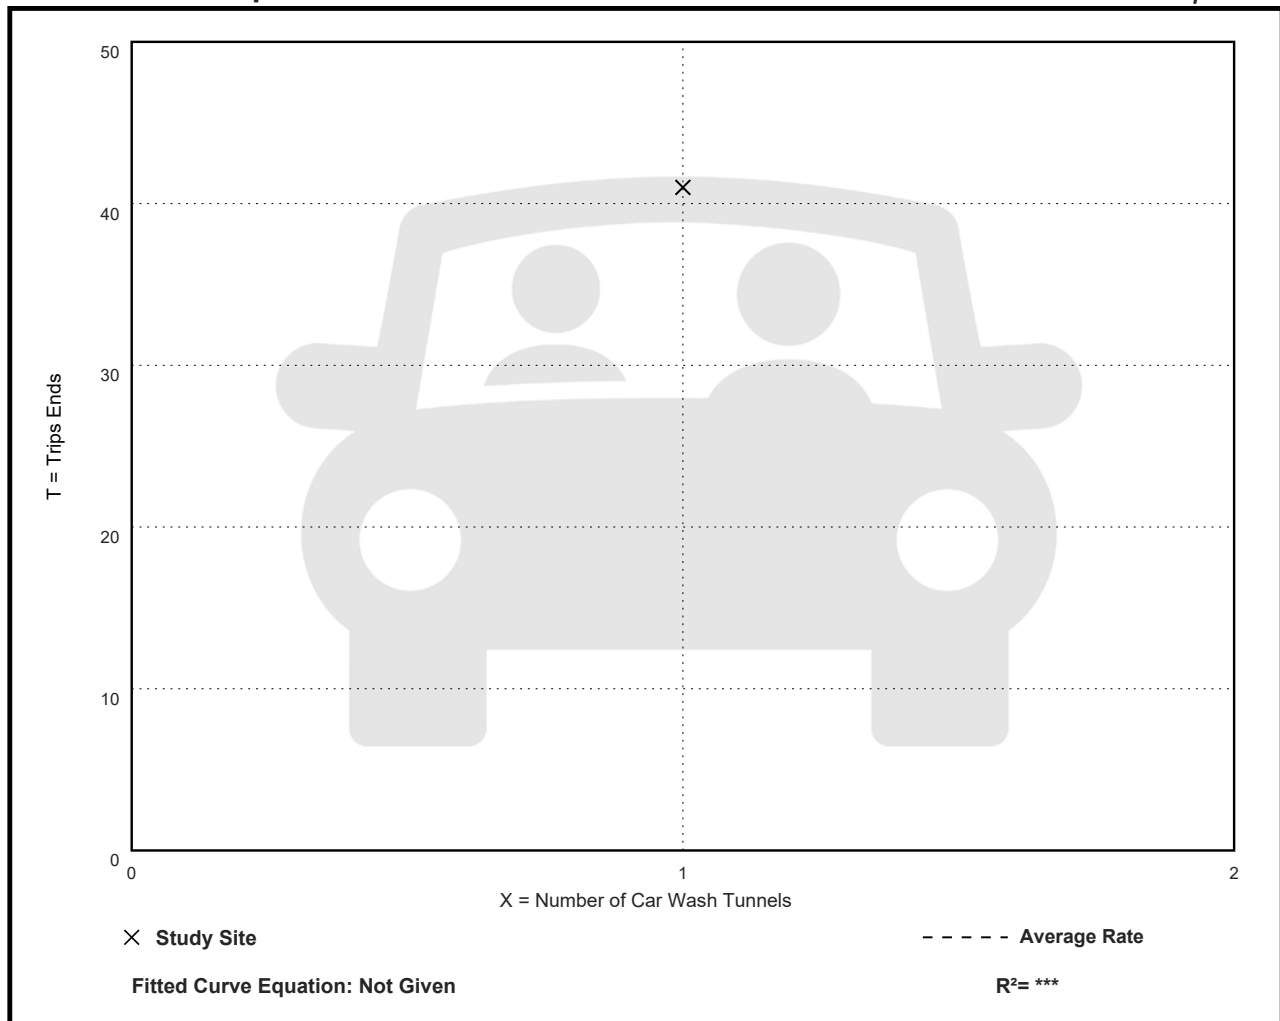 50
40
30
20
10
0
T = Trips Ends
0 1 2
X = Number of Car Wash Tunnels
Study Site
Average Rate
Fitted Curve Equation: Not Given
R²= ***